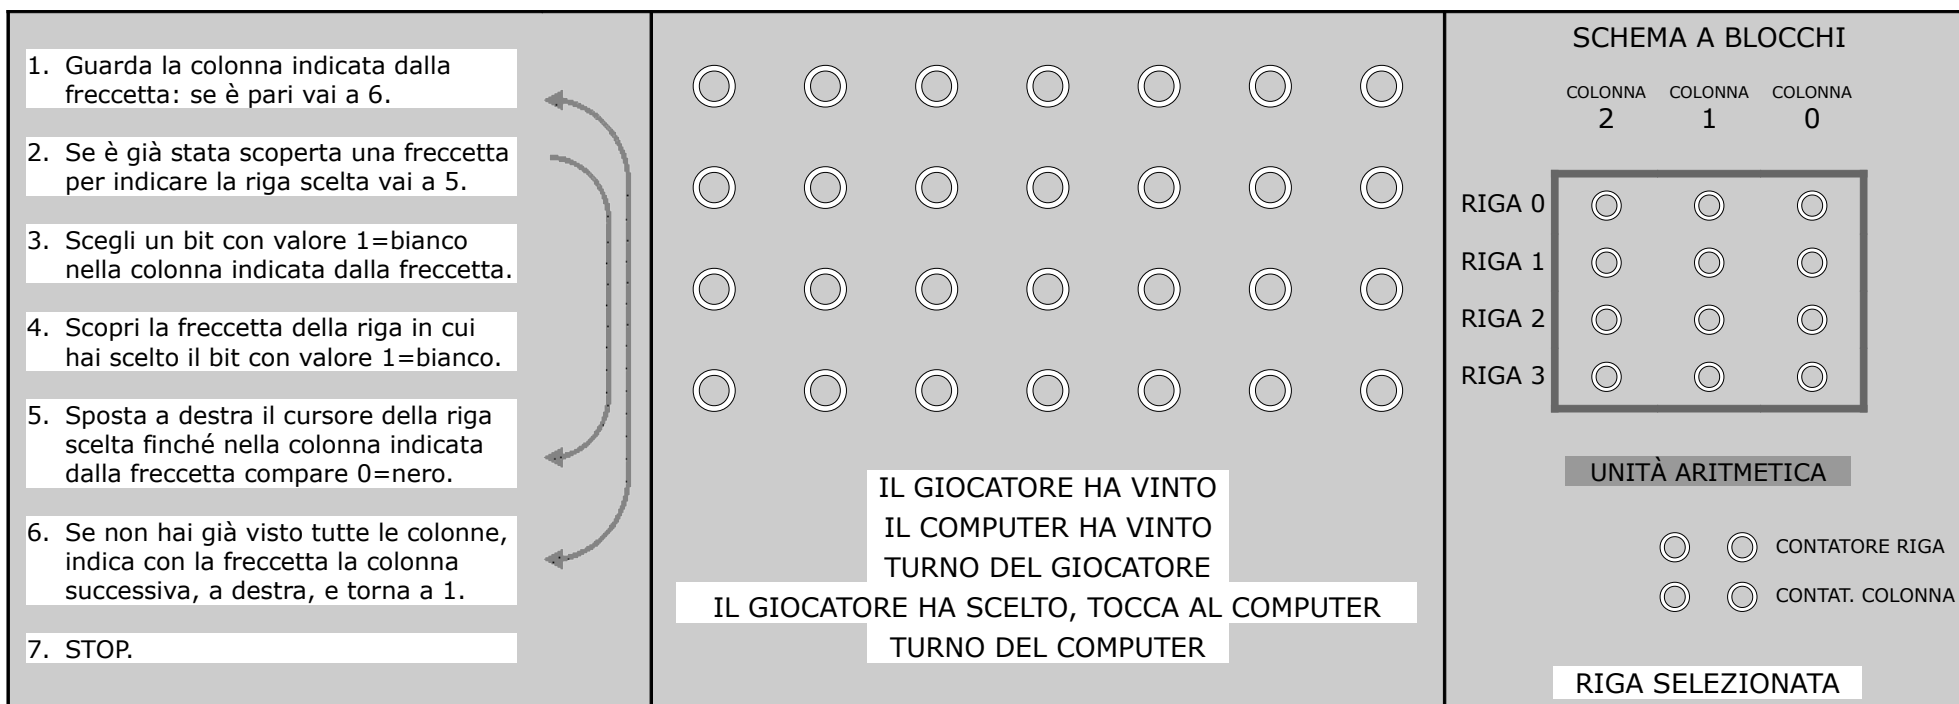 1. Guarda la colonna indicata dalla
freccetta: se è pari vai a 6.
2. Se è già stata scoperta una freccetta
per indicare la riga scelta vai a 5.
3. Scegli un bit con valore 1=bianco
nella colonna indicata dalla freccetta.
4. Scopri la freccetta della riga in cui
hai scelto il bit con valore 1=bianco.
5. Sposta a destra il cursore della riga
scelta finché nella colonna indicata
dalla freccetta compare 0=nero.
6. Se non hai già visto tutte le colonne,
indica con la freccetta la colonna
successiva, a destra, e torna a 1.
7. STOP.
IL GIOCATORE HA VINTO
IL COMPUTER HA VINTO
TURNO DEL GIOCATORE
IL GIOCATORE HA SCELTO, TOCCA AL COMPUTER
TURNO DEL COMPUTER
SCHEMA A BLOCCHI
COLONNA COLONNA COLONNA
2 1 0
RIGA 0
RIGA 1
RIGA 2
RIGA 3
UNITÀ ARITMETICA
CONTATORE RIGA
CONTAT. COLONNA
RIGA SELEZIONATA